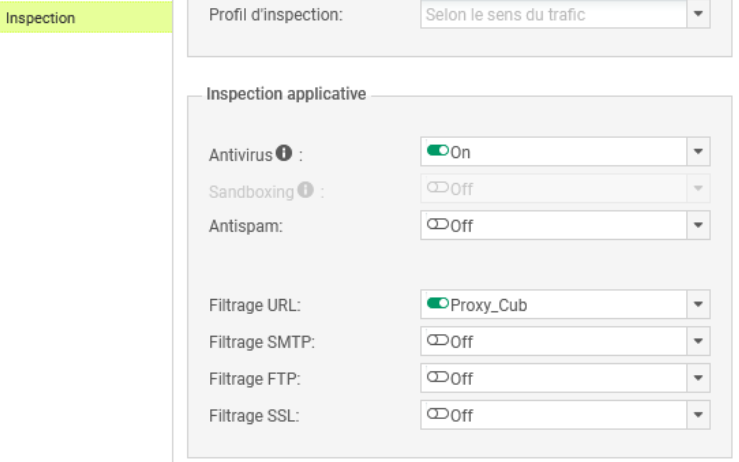 Inspection
Profil d'inspection: Selon le sens du trafic
Inspection applicative
Antivirus : On
Sandboxing : Off
Antispam: Off
Filtrage URL: Proxy_Cub
Filtrage SMTP: Off
Filtrage FTP: Off
Filtrage SSL: Off